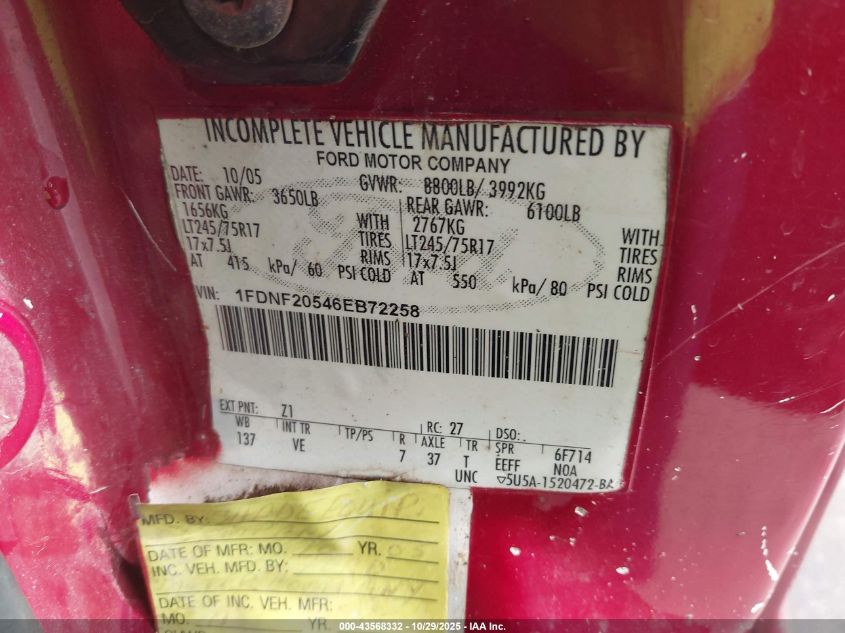 INCOMPLETE VEHICLE MANUFACTURED BY
FORD MOTOR COMPANY
DATE: 10/05 GVWR: 8800LB/ 3992KG
FRONT GAWR: 3650LB REAR GAWR: 6100LB
1656KG WITH 2767KG WITH
LT245/75R17 TIRES LT245/75R17 TIRES
17x7.5J RIMS 17x7.5J RIMS
AT 415 kPa/ 60 PSI COLD AT 550 kPa/ 80 PSI COLD
VIN: 1FDNF20546EB72258
EXT PNT: Z1 RC: 27 DSO:
WB INT TR TP/PS R AXLE TR SPR 6F714
137 VE 7 37 T EEFF NOA
UNC ▽5U5A-1520472-BA
MFD. BY:
DATE OF MFR: MO. YR. 05
INC. VEH. MFD. BY:
DATE OF INC. VEH. MFR:
MO. YR.
000-43568332 - 10/29/2025 - IAA Inc.